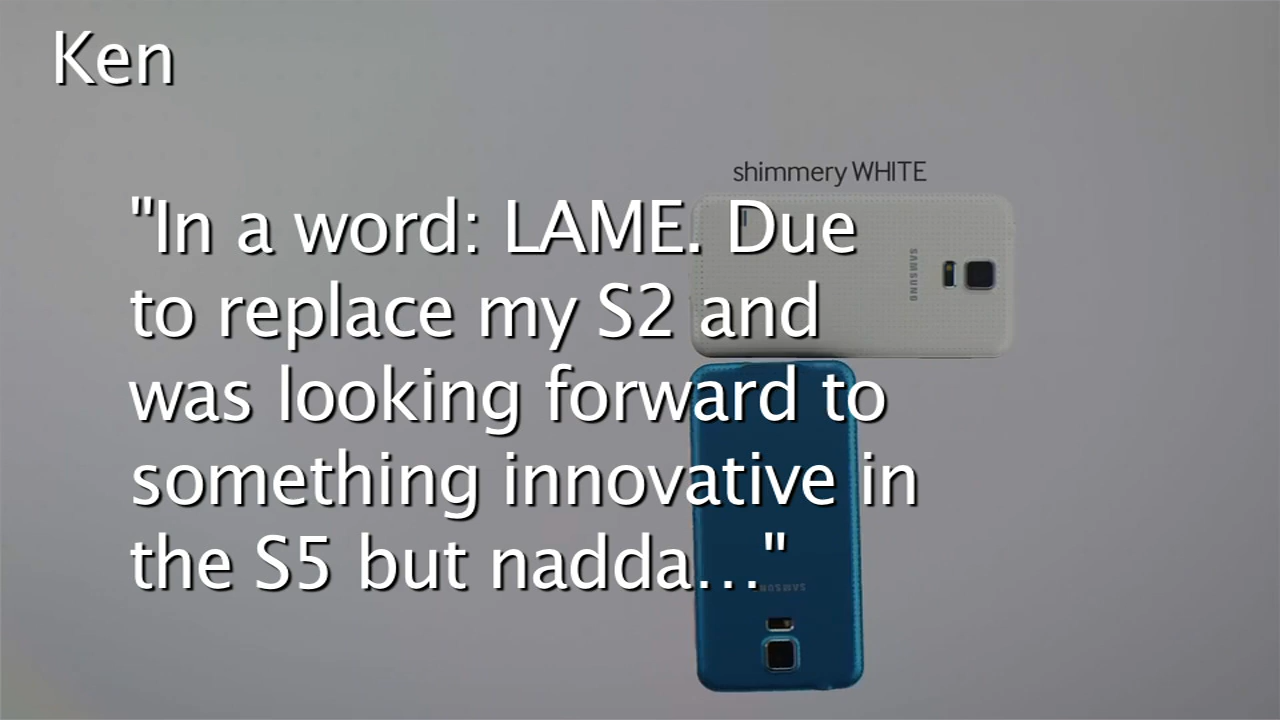 Ken
shimmery WHITE
"In a word: LAME. Due
to replace my S2 and
was looking forward to
something innovative in
the S5 but nadda…"
SAMSUNG
SAMSUNG